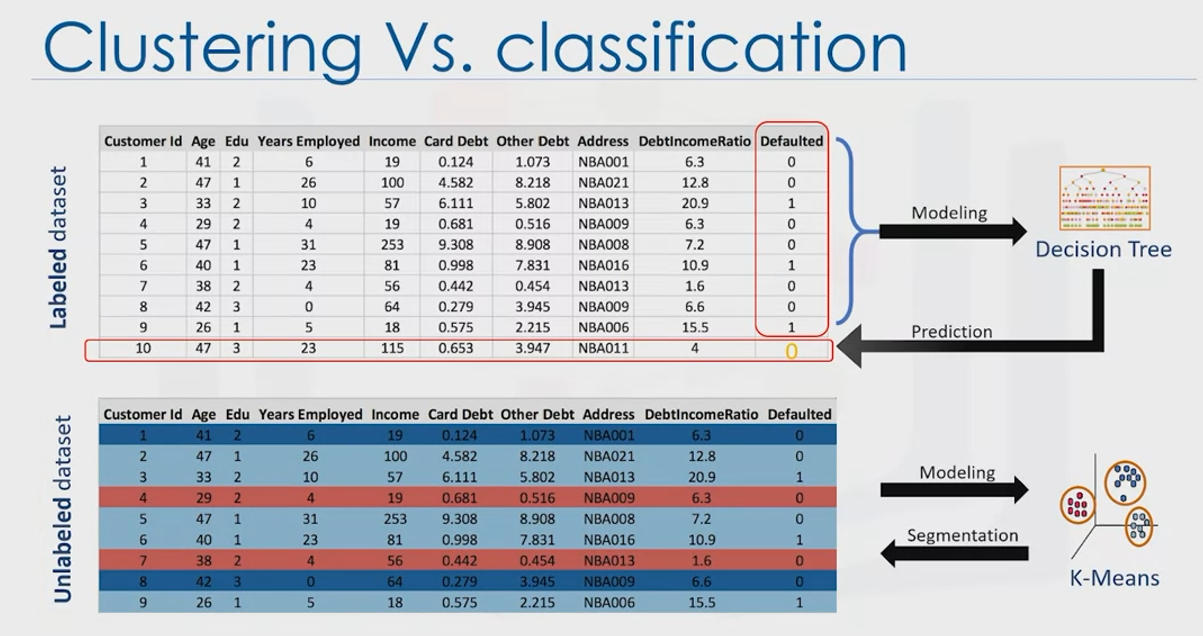 Clustering Vs. classification
Labeled dataset
Customer Id Age Edu Years Employed Income Card Debt Other Debt Address DebtIncomeRatio Defaulted
1 41 2 6 19 0.124 1.073 NBA001 6.3 0
2 47 1 26 100 4.582 8.218 NBA021 12.8 0
3 33 2 10 57 6.111 5.802 NBA013 20.9 1
4 29 2 4 19 0.681 0.516 NBA009 6.3 0
5 47 1 31 253 9.308 8.908 NBA008 7.2 0
6 40 1 23 81 0.998 7.831 NBA016 10.9 1
7 38 2 4 56 0.442 0.454 NBA013 1.6 0
8 42 3 0 64 0.279 3.945 NBA009 6.6 0
9 26 1 5 18 0.575 2.215 NBA006 15.5 1
10 47 3 23 115 0.653 3.947 NBA011 4 0
Modeling
Decision Tree
Prediction
Unlabeled dataset
Customer Id Age Edu Years Employed Income Card Debt Other Debt Address DebtIncomeRatio Defaulted
1 41 2 6 19 0.124 1.073 NBA001 6.3 0
2 47 1 26 100 4.582 8.218 NBA021 12.8 0
3 33 2 10 57 6.111 5.802 NBA013 20.9 1
4 29 2 4 19 0.681 0.516 NBA009 6.3 0
5 47 1 31 253 9.308 8.908 NBA008 7.2 0
6 40 1 23 81 0.998 7.831 NBA016 10.9 1
7 38 2 4 56 0.442 0.454 NBA013 1.6 0
8 42 3 0 64 0.279 3.945 NBA009 6.6 0
9 26 1 5 18 0.575 2.215 NBA006 15.5 1
Modeling
Segmentation
K-Means